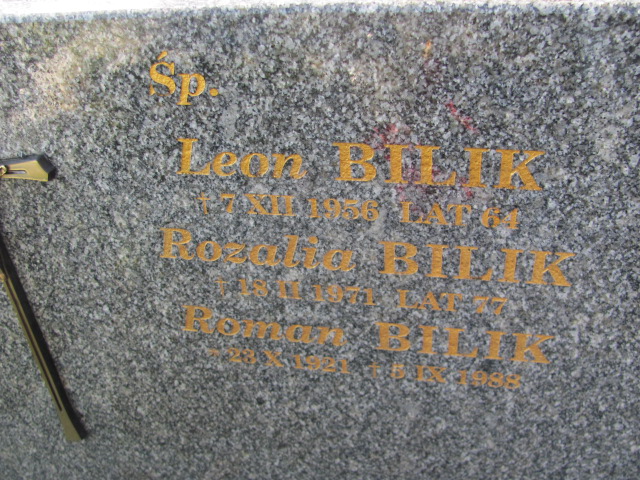 Śp.
Leon BILIK
† 7 XII 1956 LAT 64
Rozalia BILIK
† 18 II 1971 LAT 77
Roman BILIK
* 23 X 1921 † 5 IX 1988